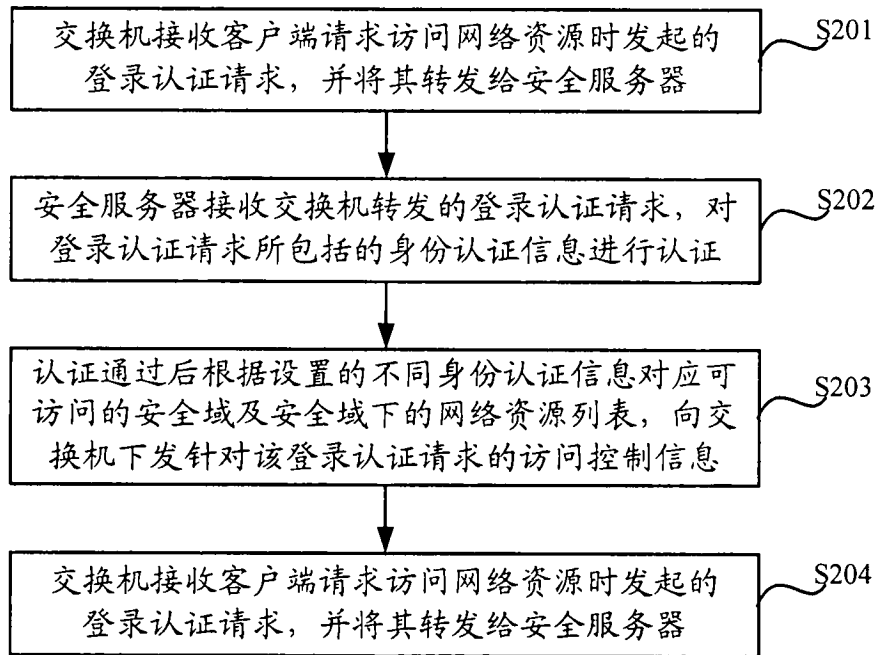 交换机接收客户端请求访问网络资源时发起的
登录认证请求，并将其转发给安全服务器
S201
安全服务器接收交换机转发的登录认证请求，对
登录认证请求所包括的身份认证信息进行认证
S202
认证通过后根据设置的不同身份认证信息对应可
访问的安全域及安全域下的网络资源列表，向交
换机下发针对该登录认证请求的访问控制信息
S203
交换机接收客户端请求访问网络资源时发起的
登录认证请求，并将其转发给安全服务器
S204